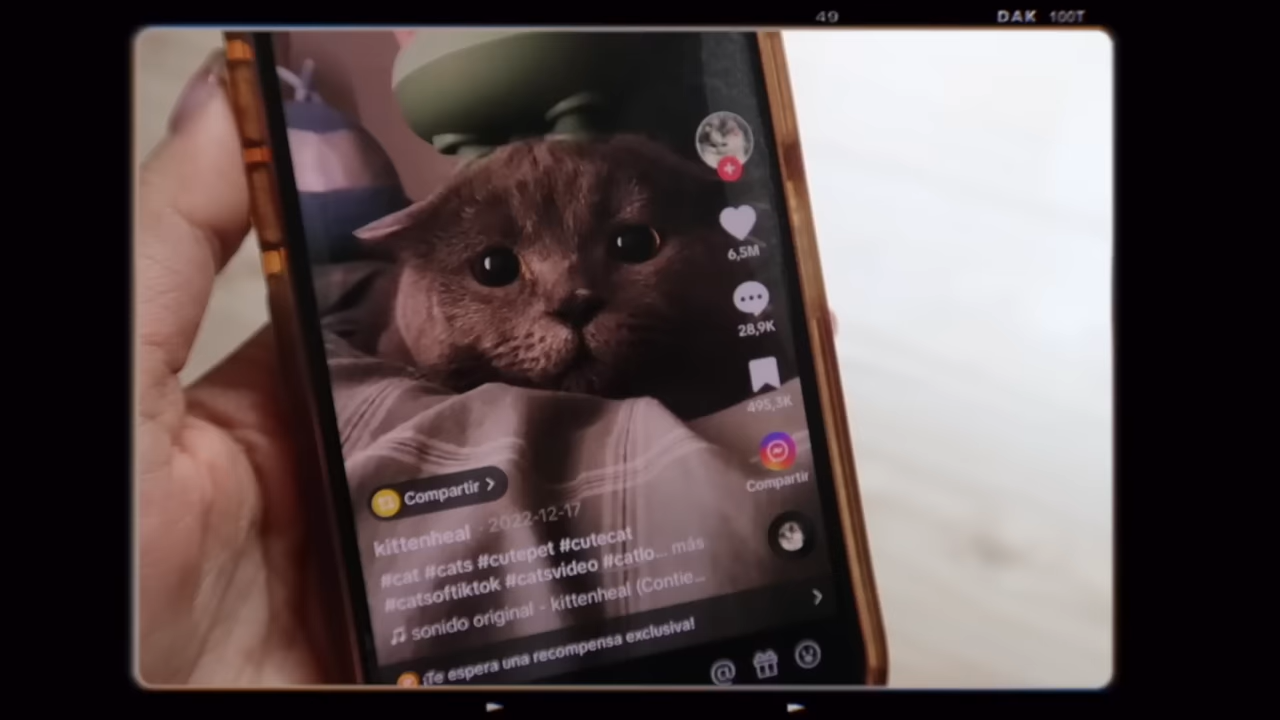 49 DAK 100T
6,5M
28,9K
495,3K
Compartir
Compartir >
kittenheal · 2022-12-17
#cat #cats #cutepet #cutecat
#catsoftiktok #catsvideo #catlo... más
sonido original - kittenheal (Contie...
¡Te espera una recompensa exclusiva!
@